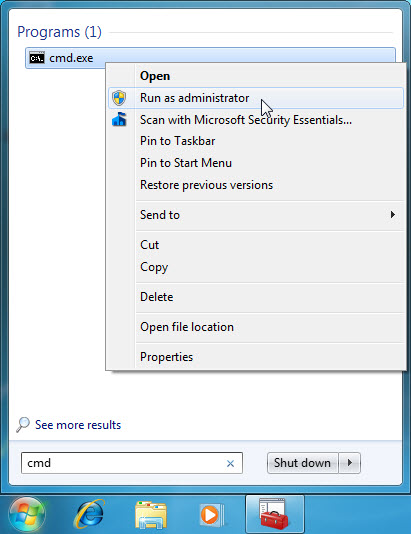 Programs (1)
cmd.exe
Open
Run as administrator
Scan with Microsoft Security Essentials...
Pin to Taskbar
Pin to Start Menu
Restore previous versions
Send to
Cut
Copy
Delete
Open file location
Properties
See more results
cmd
Shut down